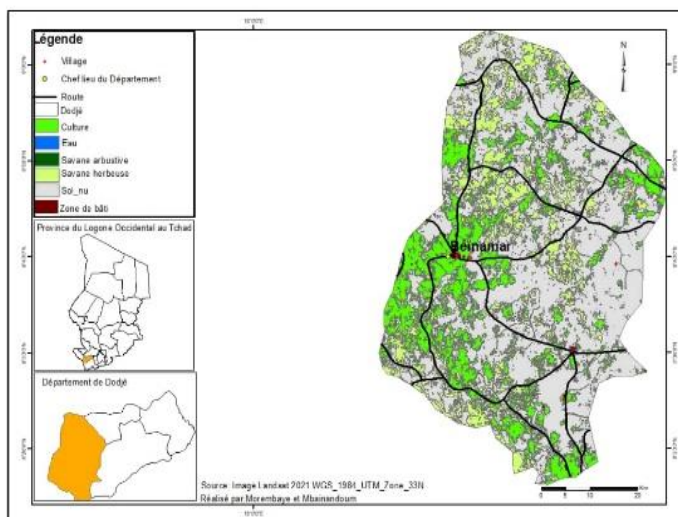 Légende
Village
Chef lieu du Département
Route
Dodjé
Culture
Eau
Savane arbustive
Savane herbeuse
Sol_nu
Zone de bâti
Province du Logone Occidental au Tchad
Département de Dodjé
N
Beinamar
Source: Image Landsat 2021 WGS_1984_UTM_Zone_33N
Réalisé par Morembaye et Mbainandoum
0 5 10 20